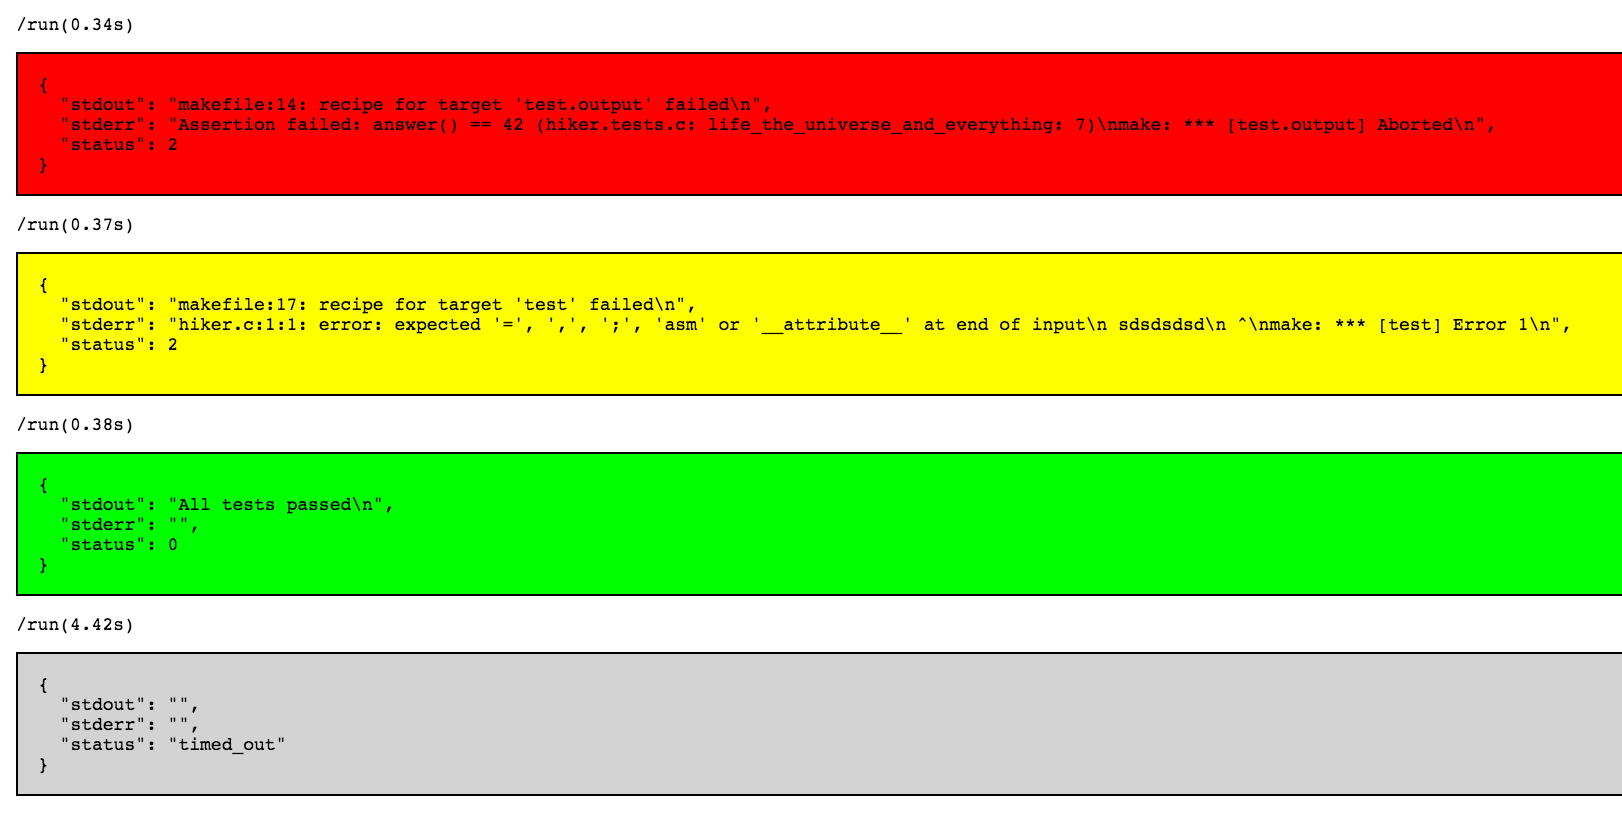 /run(0.34s)
{
"stdout": "makefile:14: recipe for target 'test.output' failed\n",
"stderr": "Assertion failed: answer() == 42 (hiker.tests.c: life_the_universe_and_everything: 7)\nmake: *** [test.output] Aborted\n",
"status": 2
}
/run(0.37s)
{
"stdout": "makefile:17: recipe for target 'test' failed\n",
"stderr": "hiker.c:1:1: error: expected '=', ',', ';', 'asm' or '__attribute__' at end of input\n sdsdsdsd\n ^\nmake: *** [test] Error 1\n",
"status": 2
}
/run(0.38s)
{
"stdout": "All tests passed\n",
"stderr": "",
"status": 0
}
/run(4.42s)
{
"stdout": "",
"stderr": "",
"status": "timed_out"
}